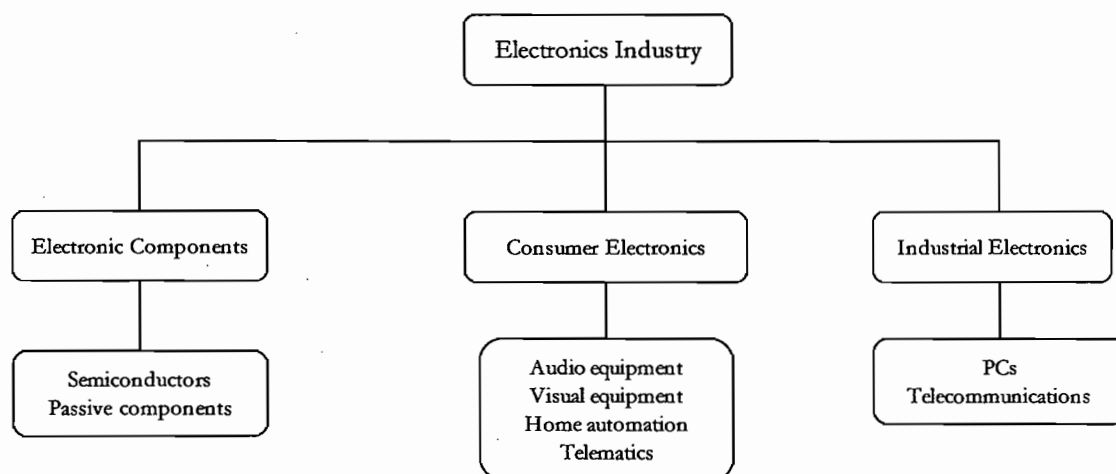 Electronics Industry
Electronic Components
Consumer Electronics
Industrial Electronics
Semiconductors
Passive components
Audio equipment
Visual equipment
Home automation
Telematics
PCs
Telecommunications